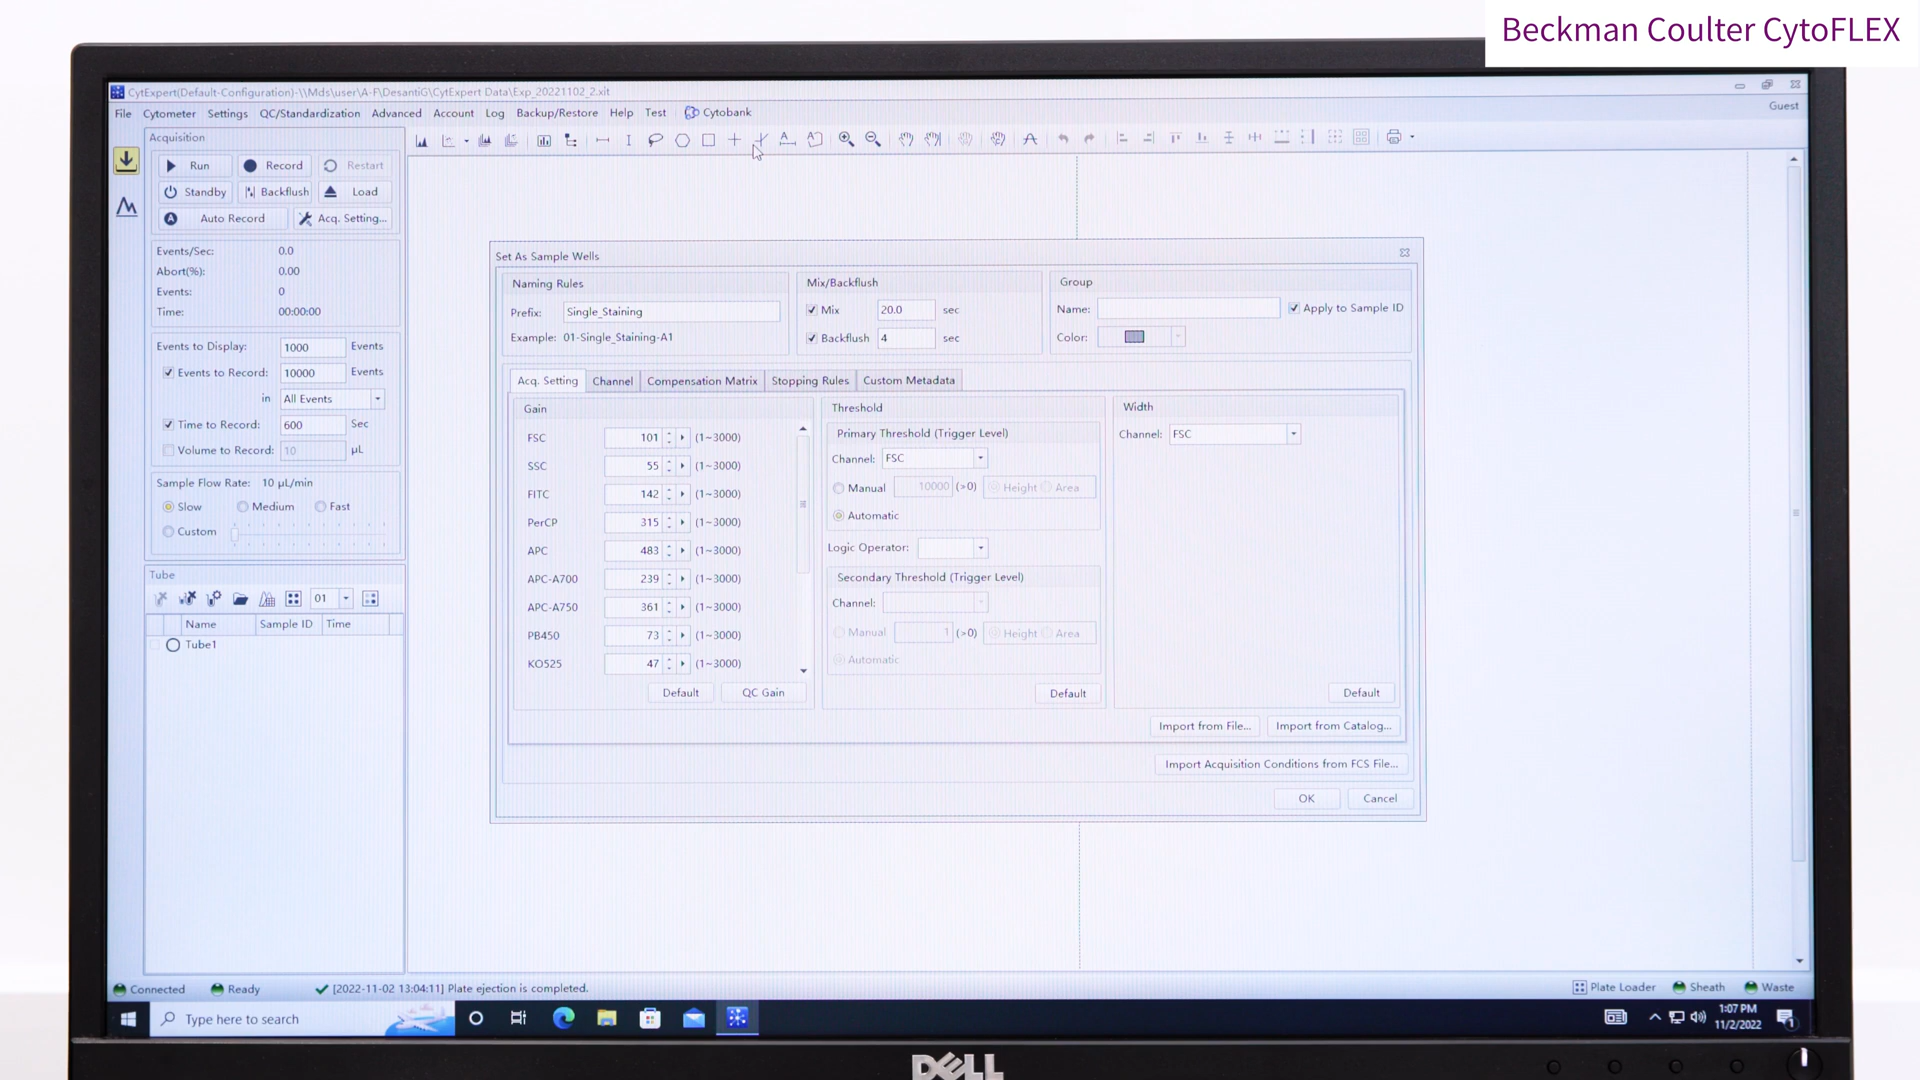 Beckman Coulter CytoFLEX
CytExpert(Default-Configuration)-\\Mds\user\A-F\DesantiG\CytExpert Data\Exp_20221102_2.xit
File Cytometer Settings QC/Standardization Advanced Account Log Backup/Restore Help Test Cytobank
Guest
Acquisition
Run Record Restart
Standby Backflush Load
Auto Record Acq. Setting...
Events/Sec: 0.0
Abort(%): 0.00
Events: 0
Time: 00:00:00
Events to Display: 1000 Events
Events to Record: 10000 Events
in All Events
Time to Record: 600 Sec
Volume to Record: 10 µL
Sample Flow Rate: 10 µL/min
Slow Medium Fast
Custom
Tube
01
Name Sample ID Time
Tube1
Set As Sample Wells
Naming Rules
Prefix: Single_Staining
Example: 01-Single_Staining-A1
Mix/Backflush
Mix 20.0 sec
Backflush 4 sec
Group
Name: Apply to Sample ID
Color:
Acq. Setting Channel Compensation Matrix Stopping Rules Custom Metadata
Gain
FSC 101 (1~3000)
SSC 55 (1~3000)
FITC 142 (1~3000)
PerCP 315 (1~3000)
APC 483 (1~3000)
APC-A700 239 (1~3000)
APC-A750 361 (1~3000)
PB450 73 (1~3000)
KO525 47 (1~3000)
Default QC Gain
Threshold
Primary Threshold (Trigger Level)
Channel: FSC
Manual 10000 (>0) Height Area
Automatic
Logic Operator:
Secondary Threshold (Trigger Level)
Channel:
Manual 1 (>0) Height Area
Automatic
Default
Width
Channel: FSC
Default
Import from File... Import from Catalog...
Import Acquisition Conditions from FCS File...
OK Cancel
Connected Ready [2022-11-02 13:04:11] Plate ejection is completed.
Plate Loader Sheath Waste
Type here to search
1:07 PM
11/2/2022
1
DELL